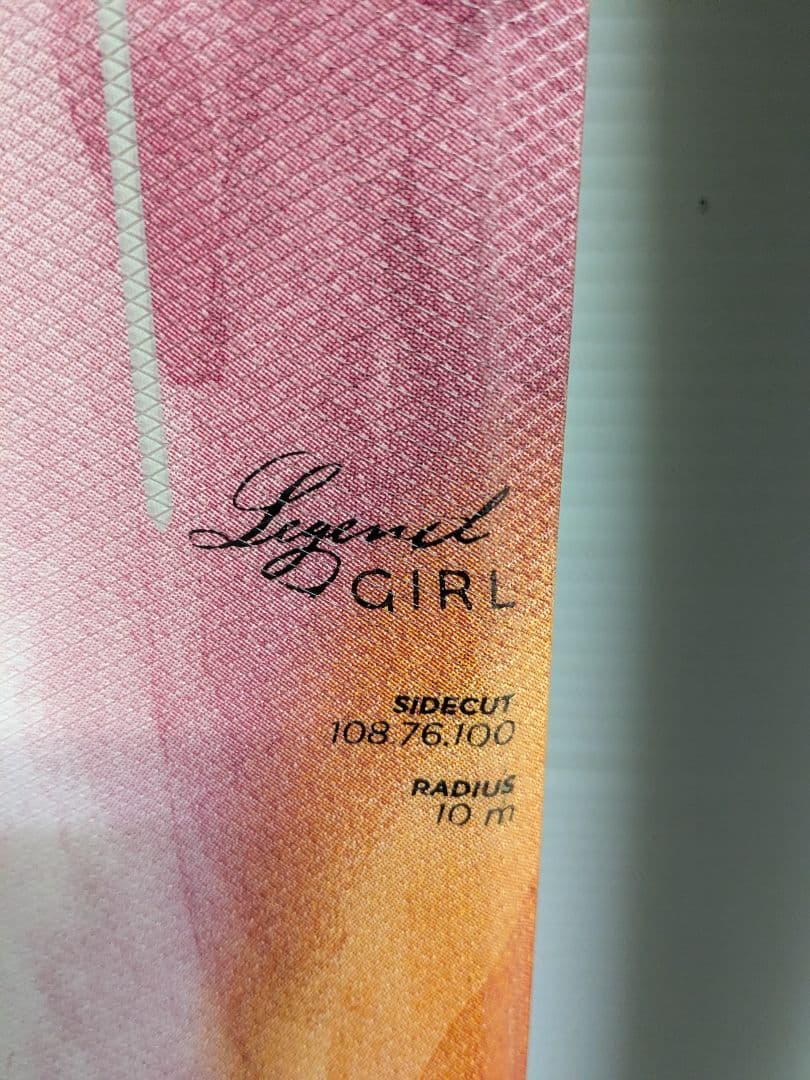 Legend
GIRL
SIDECUT
108.76.100
RADIUS
10 m